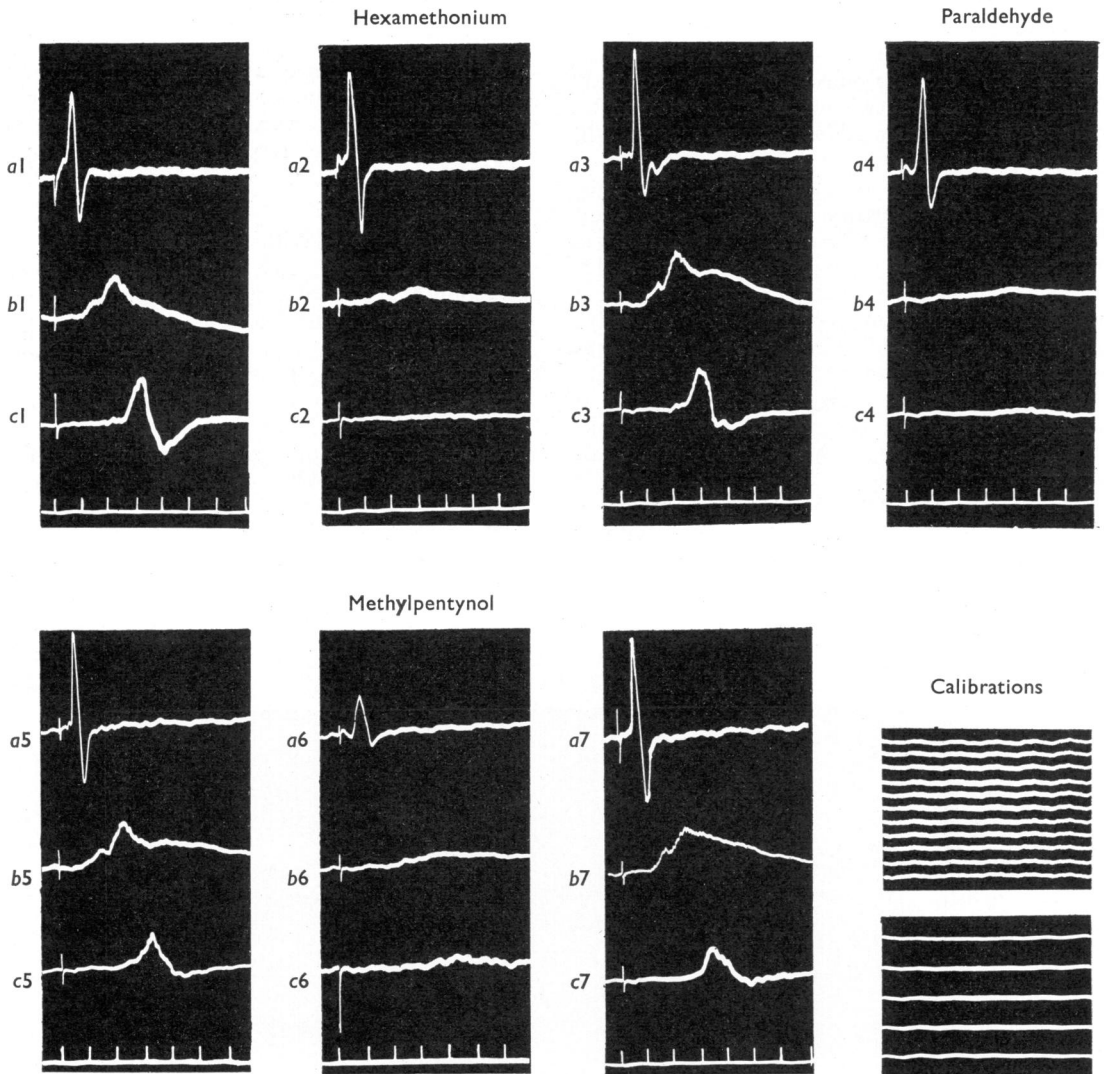 Hexamethonium
Paraldehyde
a1
a2
a3
a4
b1
b2
b3
b4
c1
c2
c3
c4
Methylpentynol
Calibrations
a5
a6
a7
b5
b6
b7
c5
c6
c7